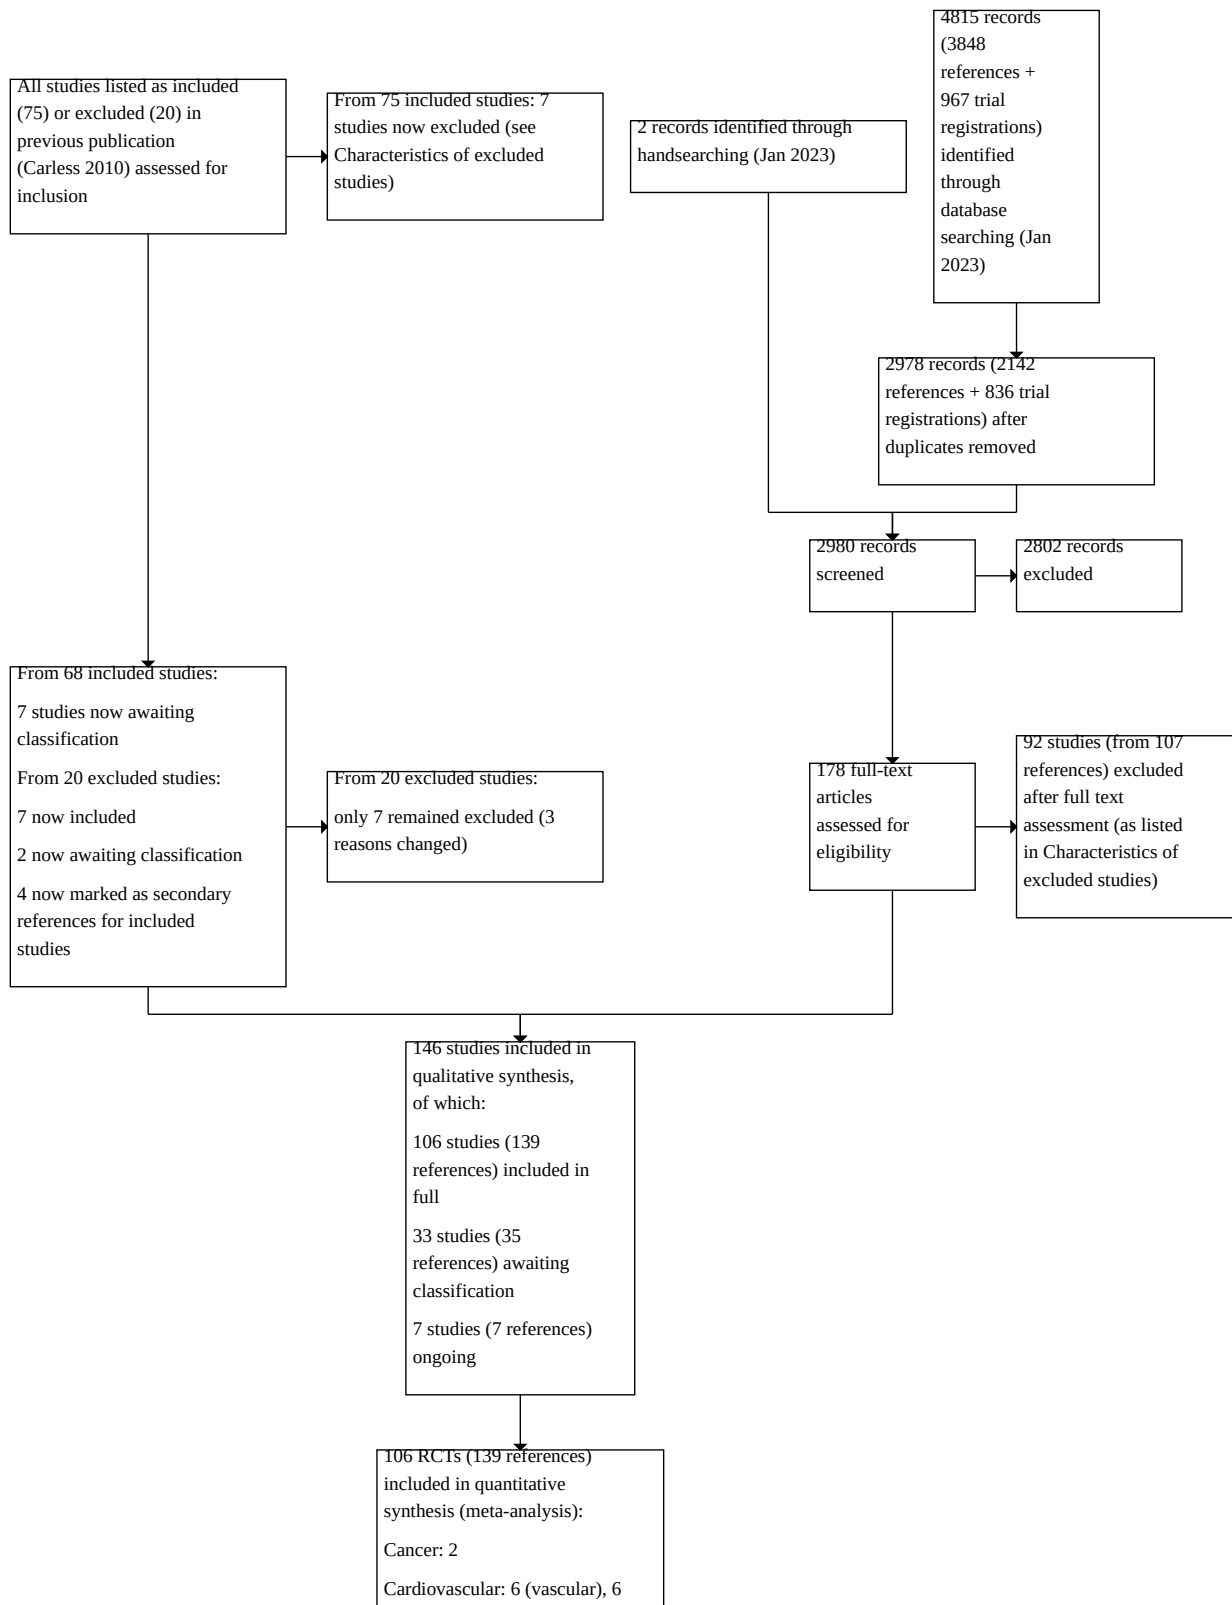 4815 records
(3848
references +
967 trial
registrations)
identified
through
database
searching (Jan
2023)
All studies listed as included
(75) or excluded (20) in
previous publication
(Carless 2010) assessed for
inclusion
From 75 included studies: 7
studies now excluded (see
Characteristics of excluded
studies)
2 records identified through
handsearching (Jan 2023)
2978 records (2142
references + 836 trial
registrations) after
duplicates removed
2980 records
screened
2802 records
excluded
From 68 included studies:
7 studies now awaiting
classification
From 20 excluded studies:
7 now included
2 now awaiting classification
4 now marked as secondary
references for included
studies
From 20 excluded studies:
only 7 remained excluded (3
reasons changed)
178 full-text
articles
assessed for
eligibility
92 studies (from 107
references) excluded
after full text
assessment (as listed
in Characteristics of
excluded studies)
146 studies included in
qualitative synthesis,
of which:
106 studies (139
references) included in
full
33 studies (35
references) awaiting
classification
7 studies (7 references)
ongoing
106 RCTs (139 references)
included in quantitative
synthesis (meta-analysis):
Cancer: 2
Cardiovascular: 6 (vascular), 6